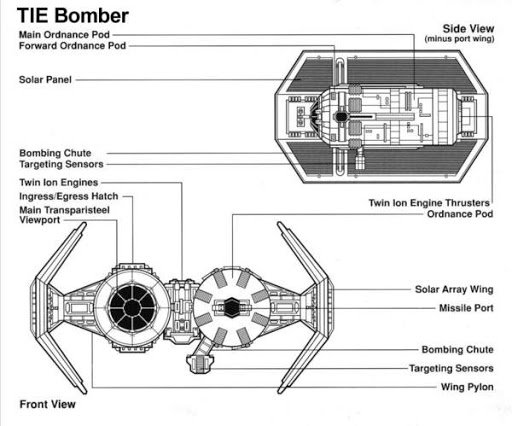 TIE Bomber
Side View
(minus port wing)
Main Ordnance Pod
Forward Ordnance Pod
Solar Panel
Bombing Chute
Targeting Sensors
Twin Ion Engines
Ingress/Egress Hatch
Main Transparisteel
Viewport
Twin Ion Engine Thrusters
Ordnance Pod
Solar Array Wing
Missile Port
Bombing Chute
Targeting Sensors
Wing Pylon
Front View